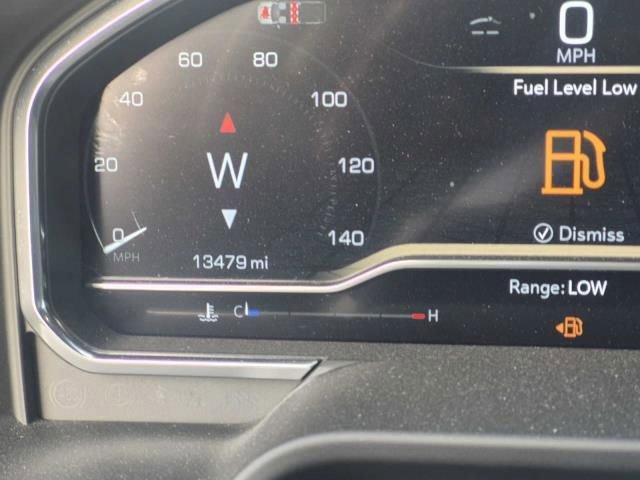 0
MPH
Fuel Level Low
Dismiss
Range: LOW
0
20
40
60
80
100
120
140
MPH
W
13479 mi
C H